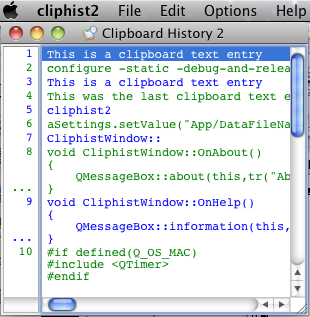 cliphist2 File Edit Options Help
Clipboard History 2
1 This is a clipboard text entry
2 configure -static -debug-and-relea
3 This is a clipboard text entry
4 This was the last clipboard text e
5 cliphist2
6 aSettings.setValue("App/DataFileNa
7 CliphistWindow::
8 void CliphistWindow::OnAbout()
{
QMessageBox::about(this,tr("Ab
... }
9 void CliphistWindow::OnHelp()
{
QMessageBox::information(this,
... }
10 #if defined(Q_OS_MAC)
#include <QTimer>
#endif